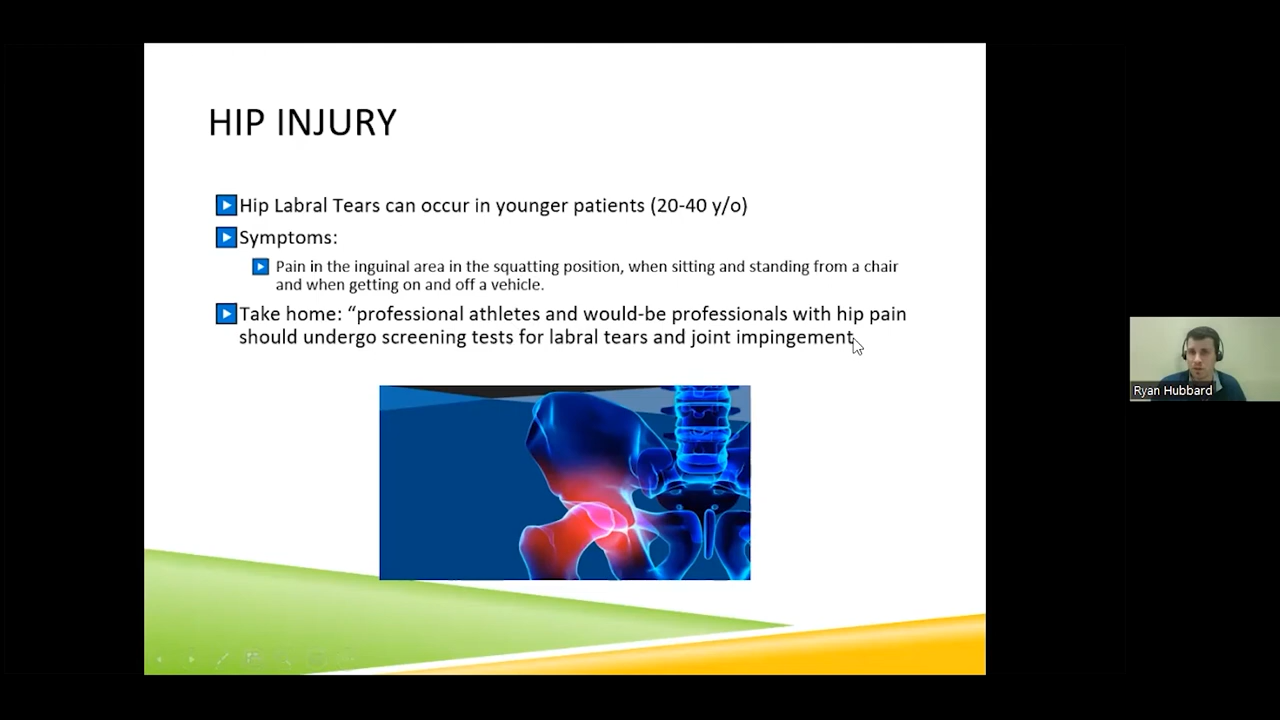 HIP INJURY
Hip Labral Tears can occur in younger patients (20-40 y/o)
Symptoms:
Pain in the inguinal area in the squatting position, when sitting and standing from a chair
and when getting on and off a vehicle.
Take home: “professional athletes and would-be professionals with hip pain
should undergo screening tests for labral tears and joint impingement.
Ryan Hubbard